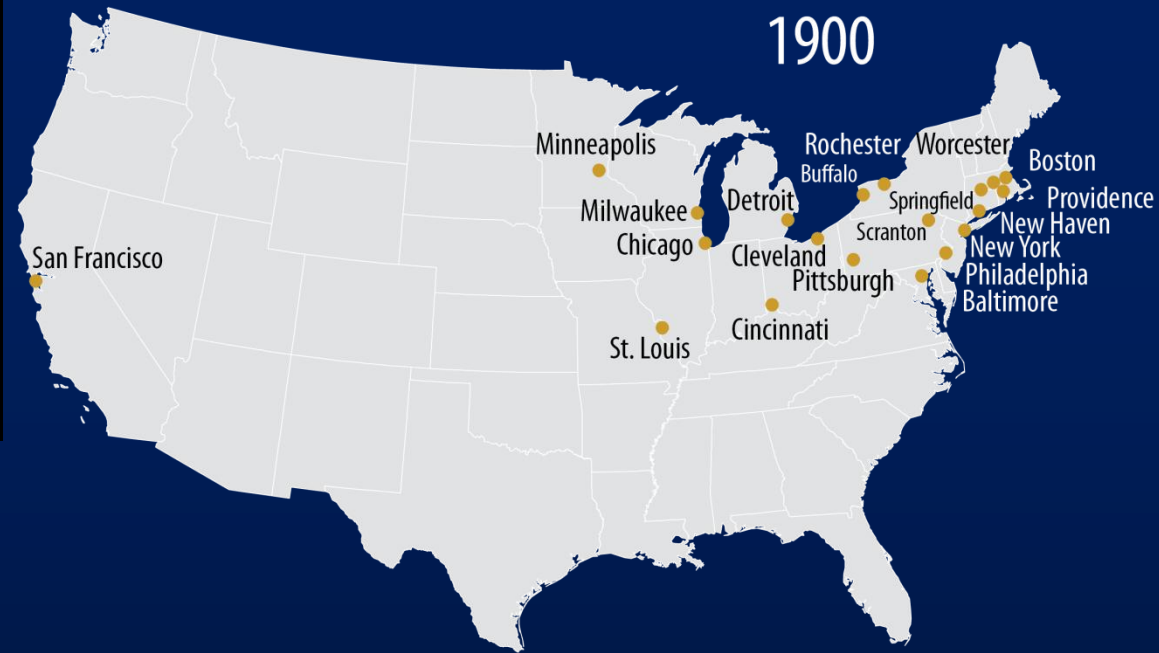 1900
Minneapolis
Rochester
Worcester
Boston
Buffalo
Detroit
Springfield
Providence
Milwaukee
New Haven
Scranton
Chicago
Cleveland
New York
San Francisco
Pittsburgh
Philadelphia
Baltimore
Cincinnati
St. Louis